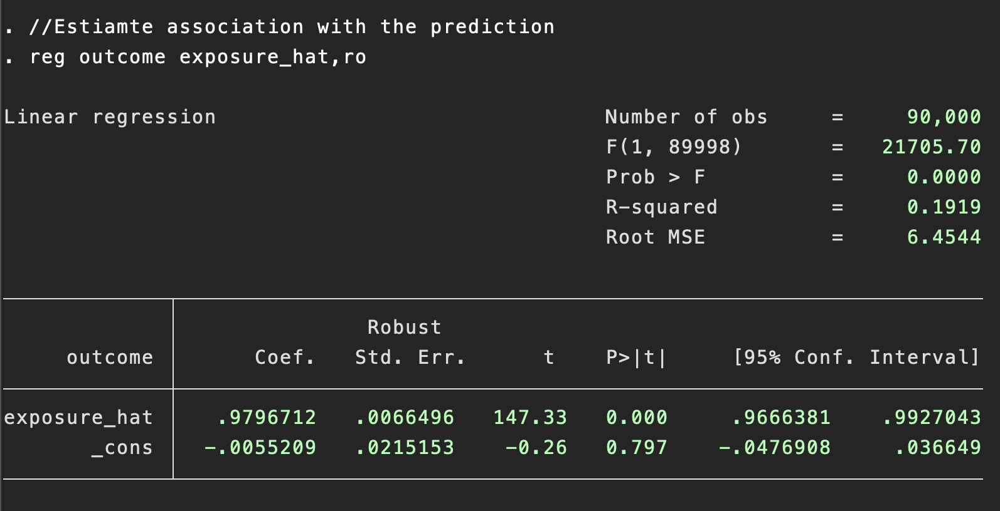 . //Estiamte association with the prediction
. reg outcome exposure_hat,ro
Linear regression Number of obs = 90,000
F(1, 89998) = 21705.70
Prob > F = 0.0000
R-squared = 0.1919
Root MSE = 6.4544
Robust
outcome Coef. Std. Err. t P>|t| [95% Conf. Interval]
exposure_hat .9796712 .0066496 147.33 0.000 .9666381 .9927043
_cons -.0055209 .0215153 -0.26 0.797 -.0476908 .036649